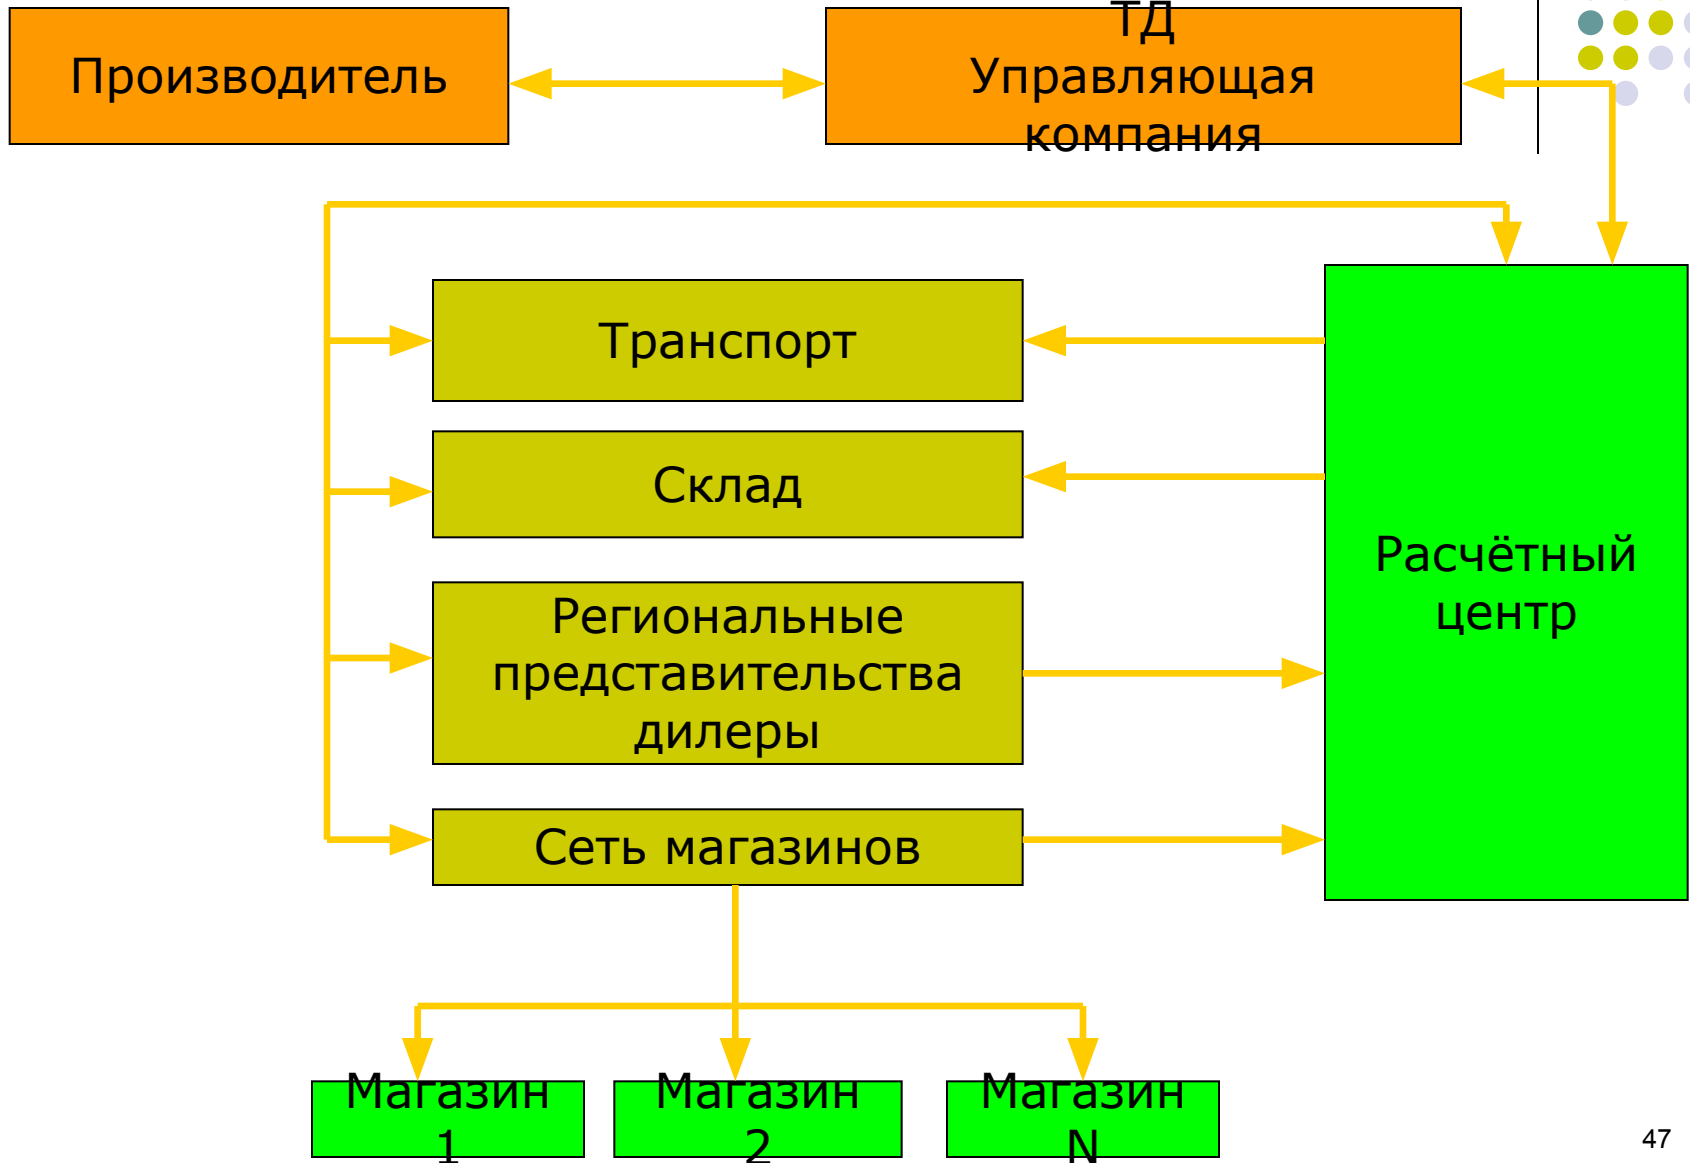 Производитель
ТД
Управляющая
компания
Транспорт
Склад
Региональные
представительства
дилеры
Сеть магазинов
Расчётный
центр
Магазин
1
Магазин
2
Магазин
N
47